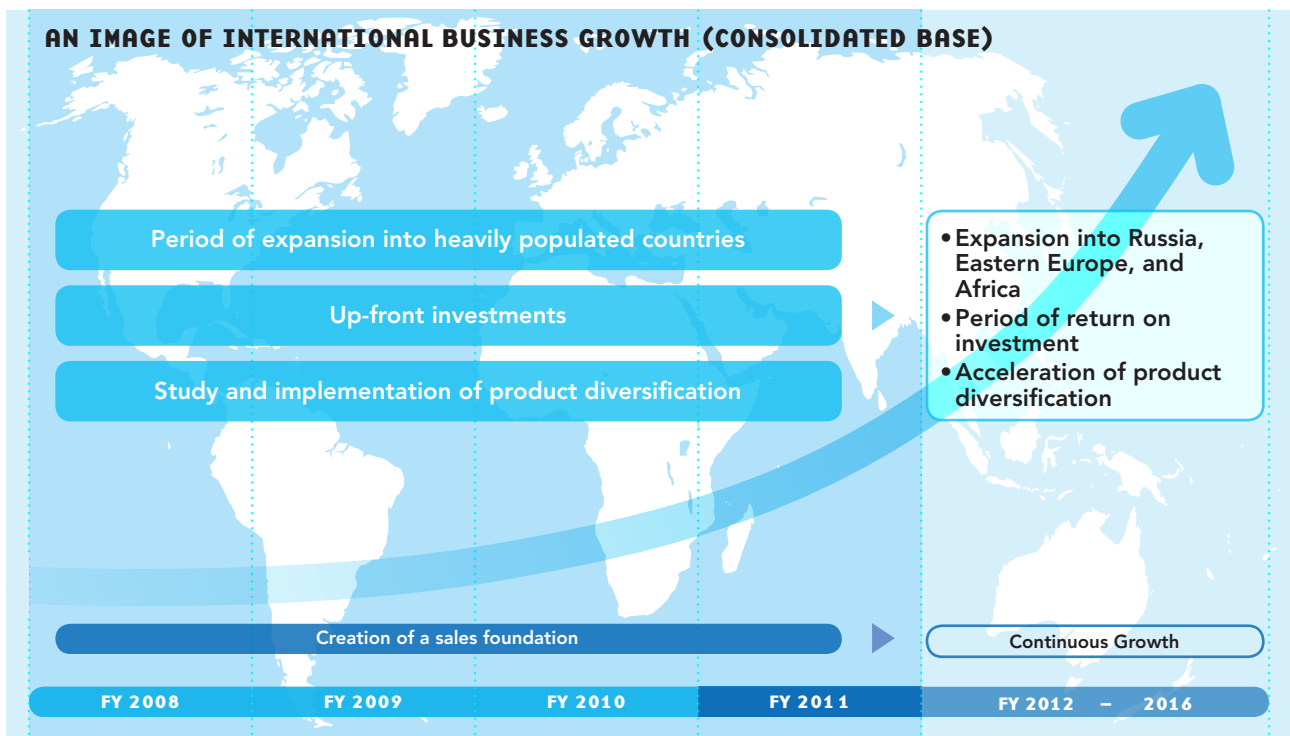 AN IMAGE OF INTERNATIONAL BUSINESS GROWTH (CONSOLIDATED BASE)
Period of expansion into heavily populated countries
Up-front investments
Study and implementation of product diversification
•Expansion into Russia,
Eastern Europe, and
Africa
•Period of return on
investment
•Acceleration of product
diversification
Creation of a sales foundation
Continuous Growth
FY 2008
FY 2009
FY 2010
FY 2011
FY 2012 – 2016